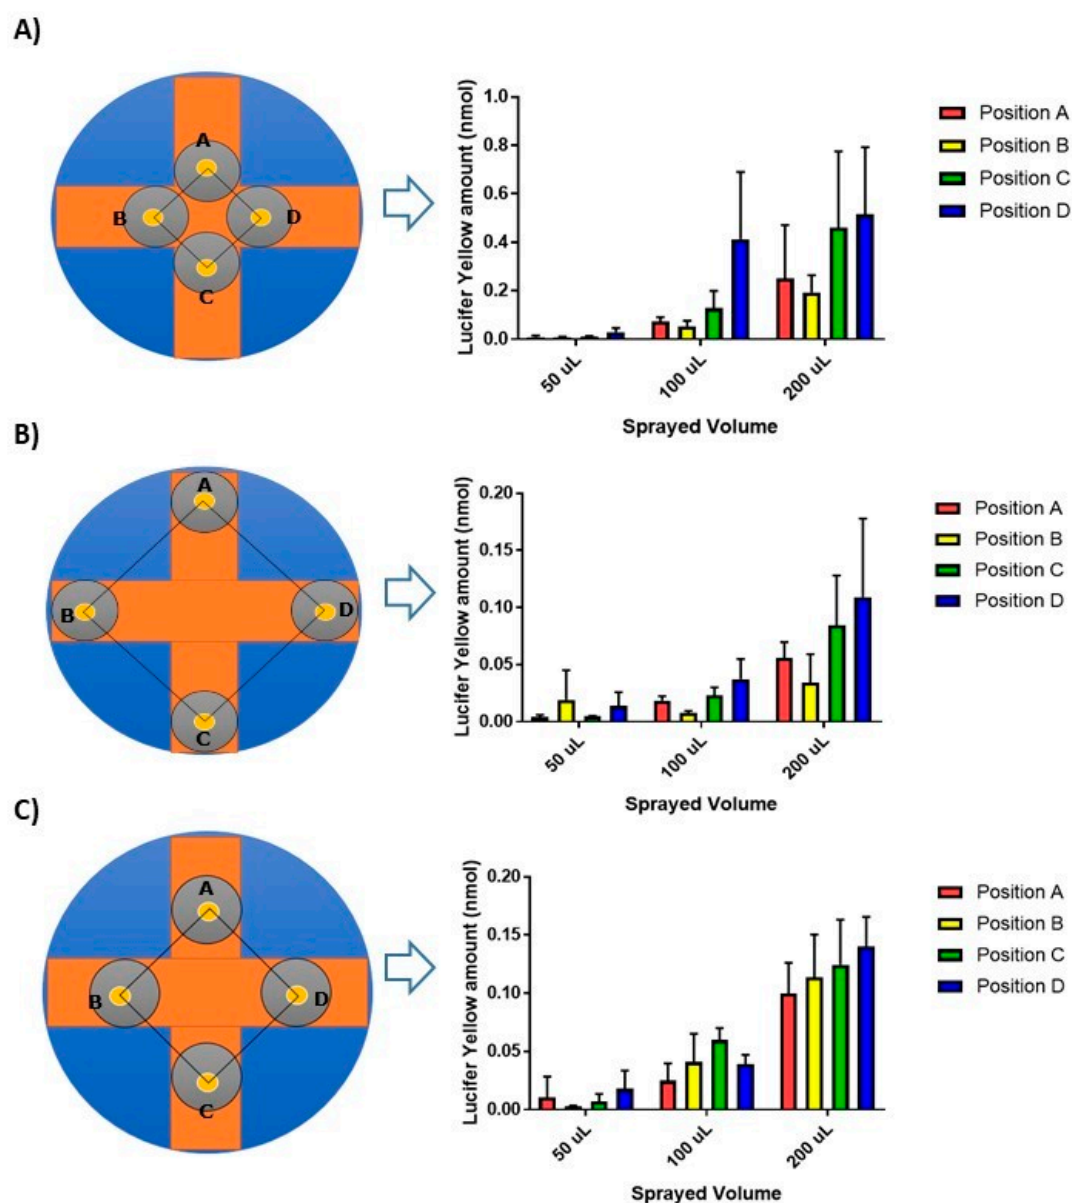 A)
A
B
D
C
Lucifer Yellow amount (nmol)
1.0
0.8
0.6
0.4
0.2
0.0
50 uL
100 uL
200 uL
Sprayed Volume
Position A
Position B
Position C
Position D
B)
A
B
D
C
Lucifer Yellow amount (nmol)
0.20
0.15
0.10
0.05
0.00
50 uL
100 uL
200 uL
Sprayed Volume
Position A
Position B
Position C
Position D
C)
A
B
D
C
Lucifer Yellow amount (nmol)
0.20
0.15
0.10
0.05
0.00
50 uL
100 uL
200 uL
Sprayed Volume
Position A
Position B
Position C
Position D